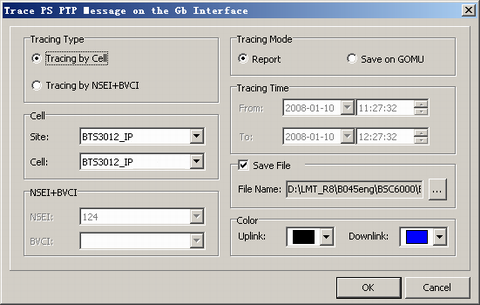 Trace PS PTP Message on the Gb Interface
Tracing Type
Tracing by Cell
Tracing by NSEI+BVCI
Cell
Site: BTS3012_IP
Cell: BTS3012_IP
NSEI+BVCI
NSEI: 124
BVCI:
Tracing Mode
Report Save on GOMU
Tracing Time
From: 2008-01-10 11:27:32
To: 2008-01-10 12:27:32
Save File
File Name: D:\LMT_R8\B045eng\BSC6000\ ...
Color
Uplink: Downlink:
OK Cancel